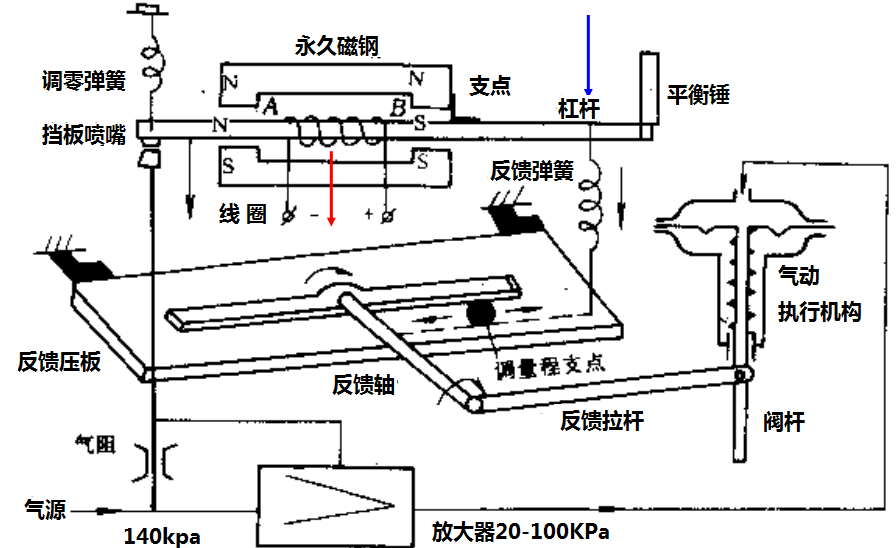 永久磁钢
调零弹簧
N
N
支点
平衡锤
A
B
杠杆
挡板喷嘴
N
S
S
S
反馈弹簧
线 圈
-
+
气动
执行机构
反馈压板
调量程支点
反馈轴
反馈拉杆
阀杆
气阻
气源
140kpa
放大器20-100KPa